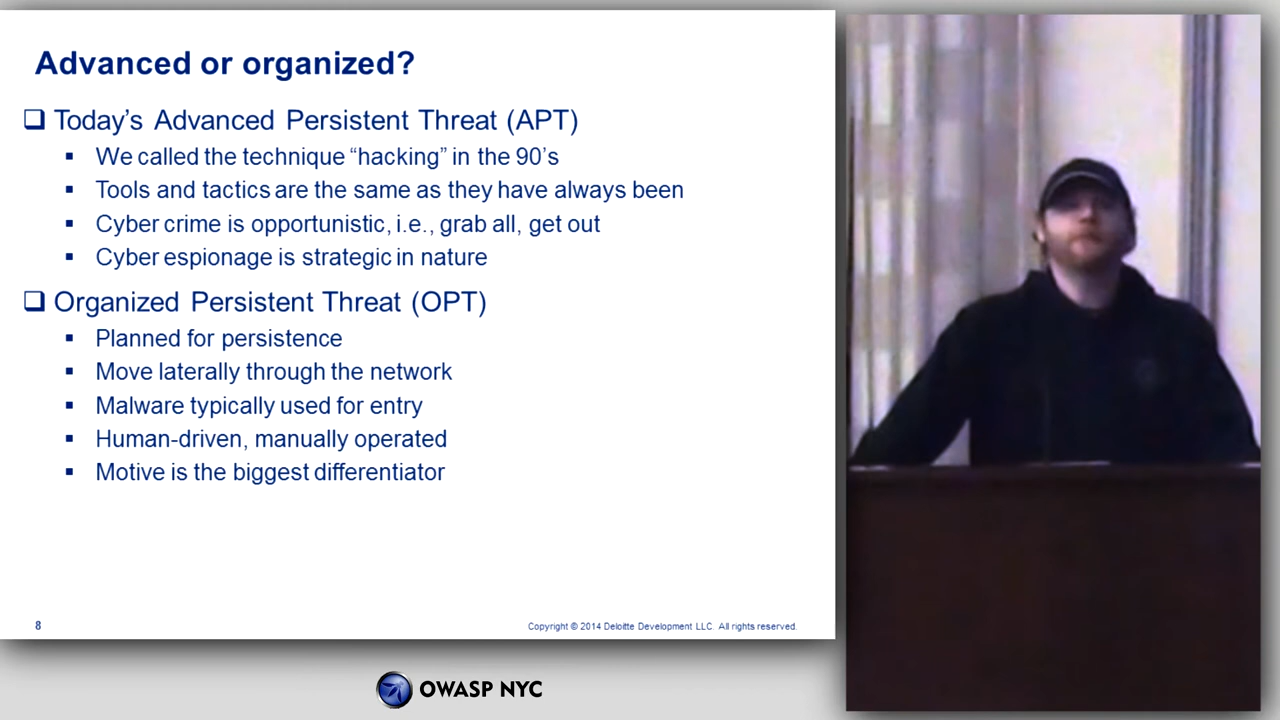 Advanced or organized?
❑ Today’s Advanced Persistent Threat (APT)
▪ We called the technique “hacking” in the 90’s
▪ Tools and tactics are the same as they have always been
▪ Cyber crime is opportunistic, i.e., grab all, get out
▪ Cyber espionage is strategic in nature
❑ Organized Persistent Threat (OPT)
▪ Planned for persistence
▪ Move laterally through the network
▪ Malware typically used for entry
▪ Human-driven, manually operated
▪ Motive is the biggest differentiator
8
Copyright © 2014 Deloitte Development LLC. All rights reserved.
OWASP NYC